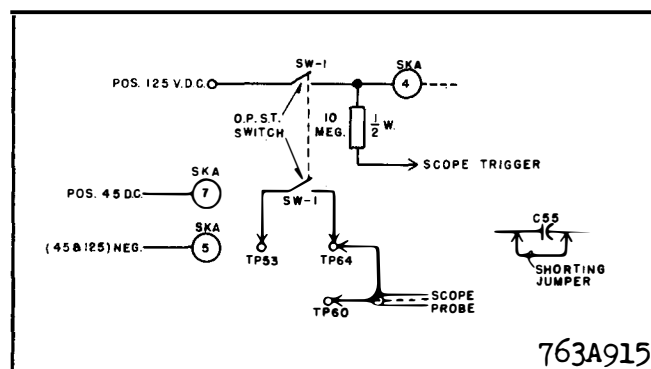 SW-1
SKA
POS. 125 V.D.C.
4
O.P.S.T.
SWITCH
10
MEG.
1/2 W.
SCOPE TRIGGER
SKA
POS. 45 D.C.
7
SW-1
SKA
(45&125) NEG.
5
TP53
TP64
C55
SHORTING
JUMPER
SCOPE
PROBE
TP60
763A915